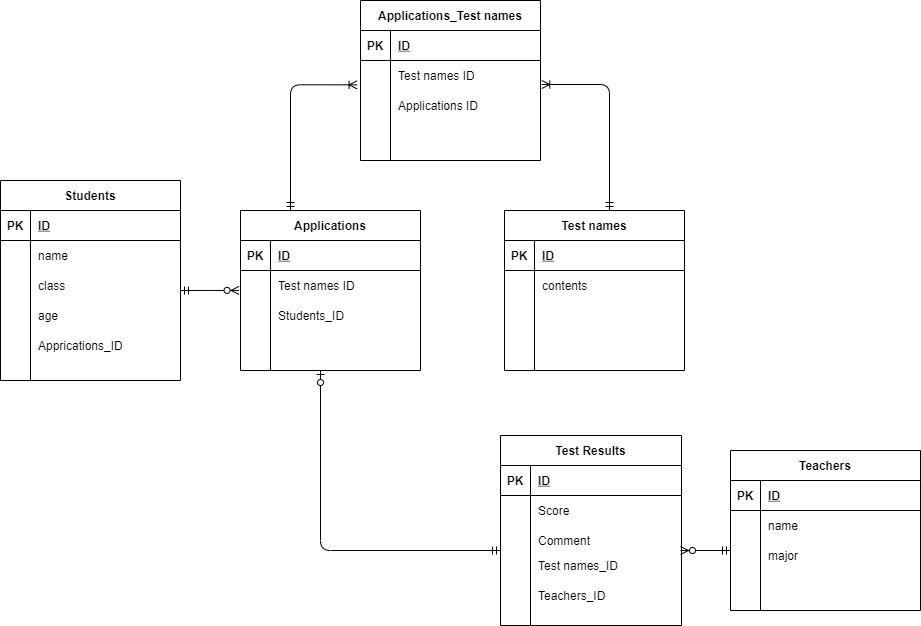 Applications_Test names
PK ID
Test names ID
Applications ID
Students
PK ID
name
class
age
Apprications_ID
Applications
PK ID
Test names ID
Students_ID
Test names
PK ID
contents
Test Results
PK ID
Score
Comment
Test names_ID
Teachers_ID
Teachers
PK ID
name
major